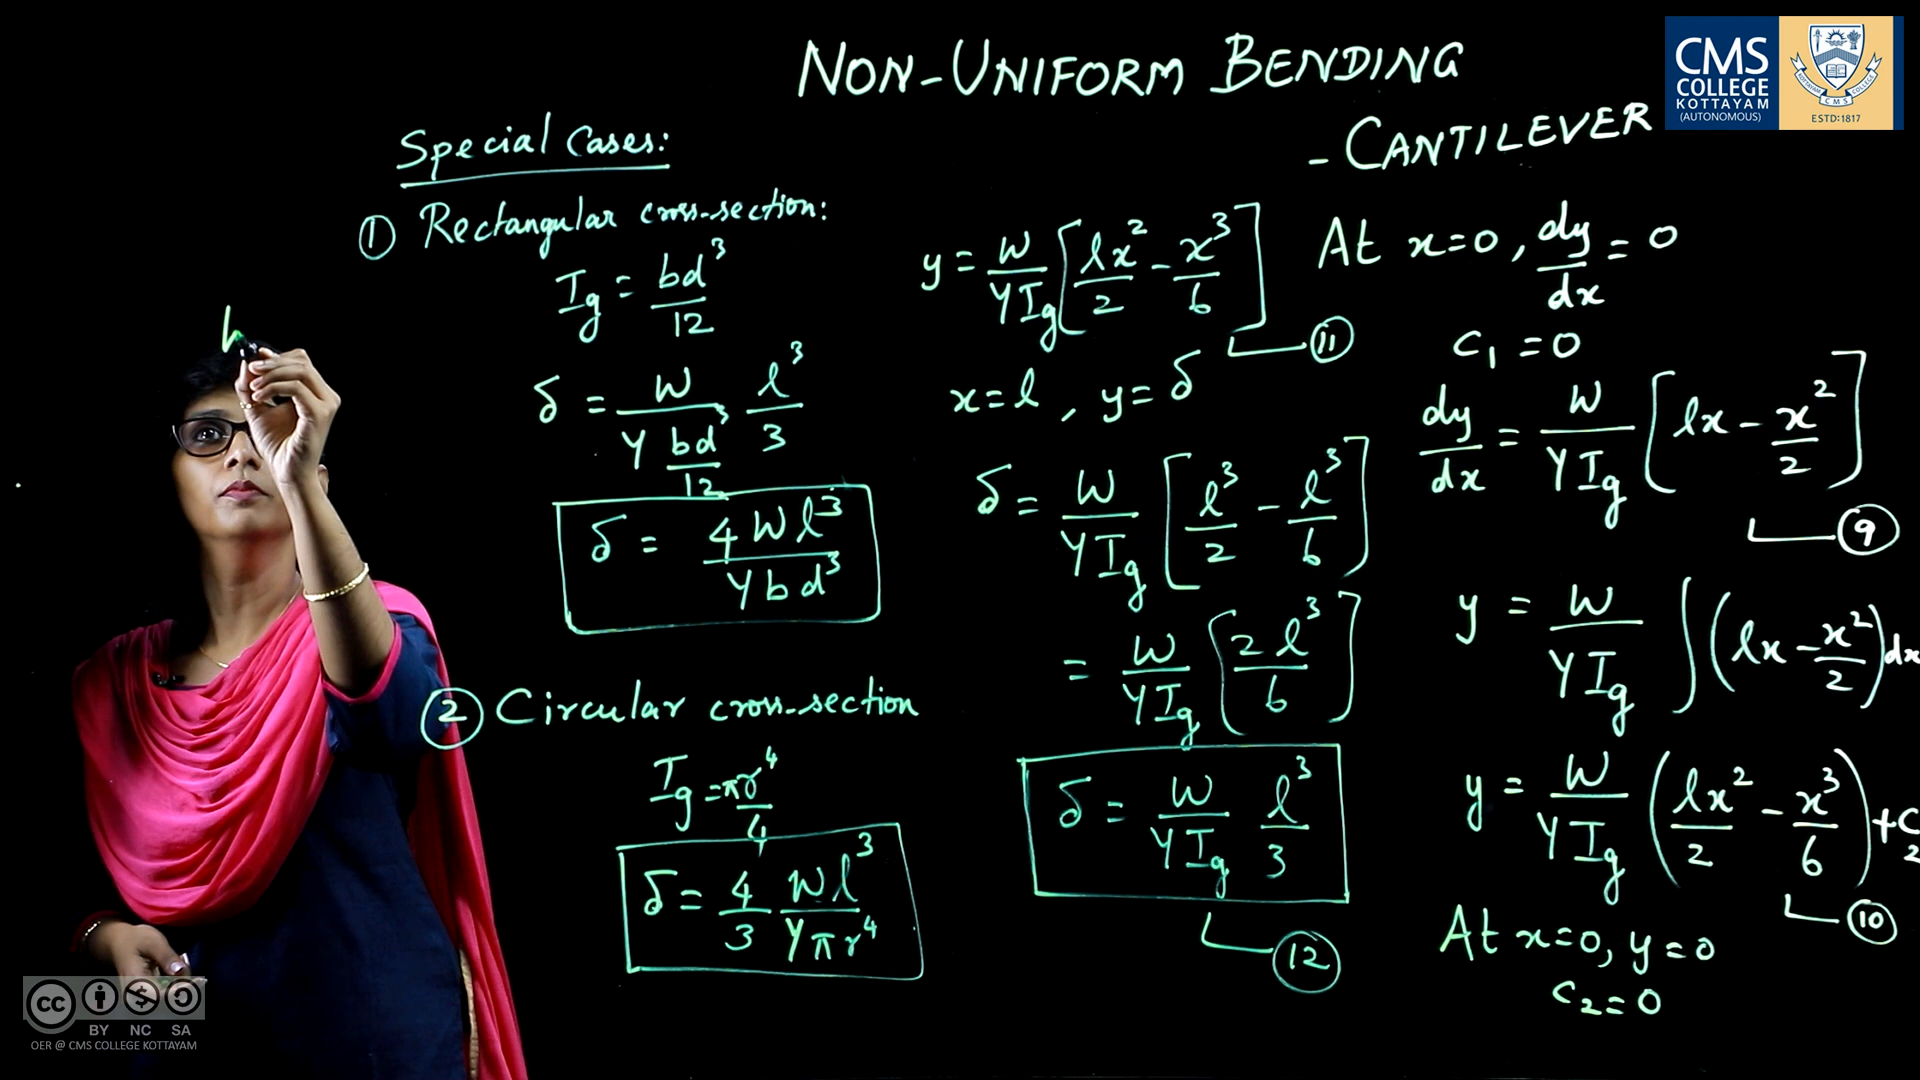 NON-UNIFORM BENDING
- CANTILEVER
CMS
COLLEGE
KOTTAYAM
(AUTONOMOUS)
CMS COLLEGE
ESTD:1817
Special Cases:
① Rectangular cross-section:
Ig = bd³/12
δ = W/(Y bd³/12) l³/3
δ = 4Wl³/Ybd³
② Circular cross-section
Ig = πr⁴/4
δ = 4/3 Wl³/Yπr⁴
y = W/YIg [lx²/2 - x³/6]
⑪
x=l, y=δ
δ = W/YIg [l³/2 - l³/6]
= W/YIg [2l³/6]
δ = W/YIg l³/3
⑫
At x=0, dy/dx = 0
C₁ = 0
dy/dx = W/YIg [lx - x²/2]
⑨
y = W/YIg ∫(lx - x²/2)dx
y = W/YIg (lx²/2 - x³/6) + C₂
⑩
At x=0, y=0
C₂=0
cc
BY NC SA
OER @ CMS COLLEGE KOTTAYAM